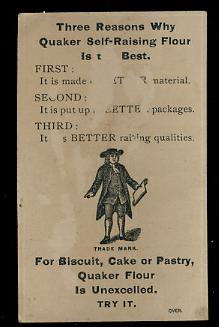 Three Reasons Why
Quaker Self-Raising Flour
Is Best.
FIRST:
It is made material.
SECOND:
It is put up packages.
THIRD:
It BETTER raising qualities.
TRADE MARK.
For Biscuit, Cake or Pastry,
Quaker Flour
Is Unexcelled.
TRY IT.
OVER.